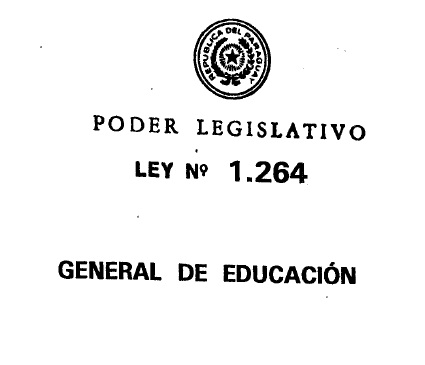 REPUBLICA DEL PARAGUAY
PODER LEGISLATIVO
LEY Nº 1.264
GENERAL DE EDUCACIÓN